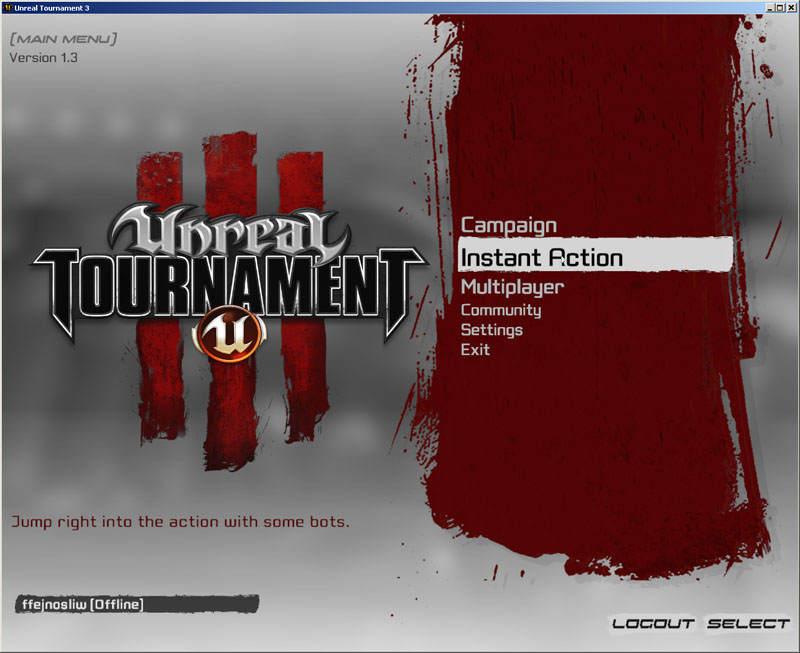 Unreal Tournament 3
[MAIN MENU]
Version 1.3
Unreal
TOURNAMENT
U
Campaign
Instant Action
Multiplayer
Community
Settings
Exit
Jump right into the action with some bots.
ffejnosliw [Offline]
LOGOUT SELECT